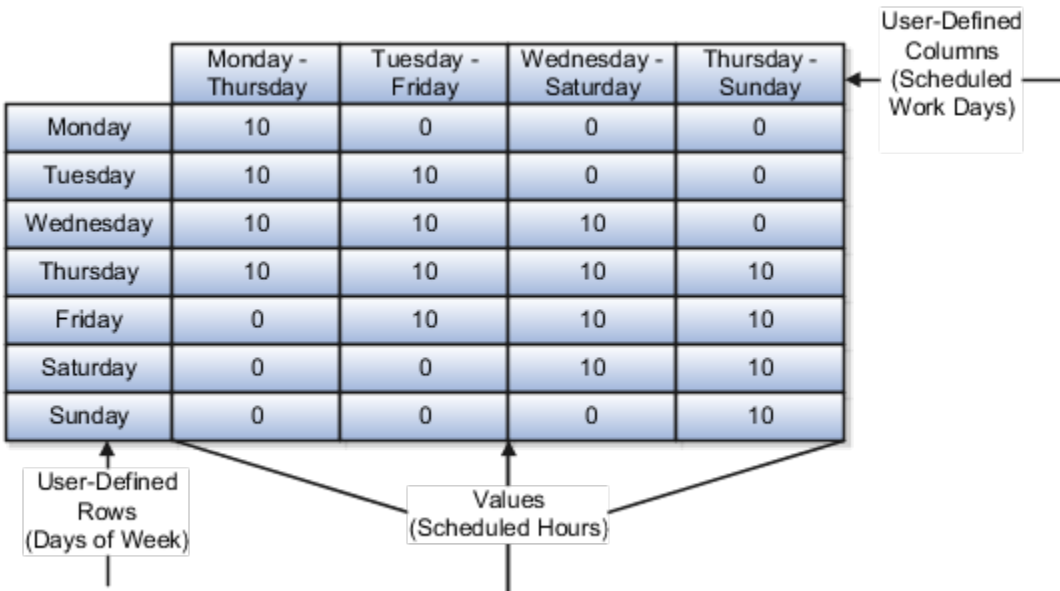 User-Defined
Columns
(Scheduled
Work Days)
Monday - Tuesday - Wednesday - Thursday -
Thursday Friday Saturday Sunday
Monday 10 0 0 0
Tuesday 10 10 0 0
Wednesday 10 10 10 0
Thursday 10 10 10 10
Friday 0 10 10 10
Saturday 0 0 10 10
Sunday 0 0 0 10
User-Defined
Rows
(Days of Week)
Values
(Scheduled Hours)